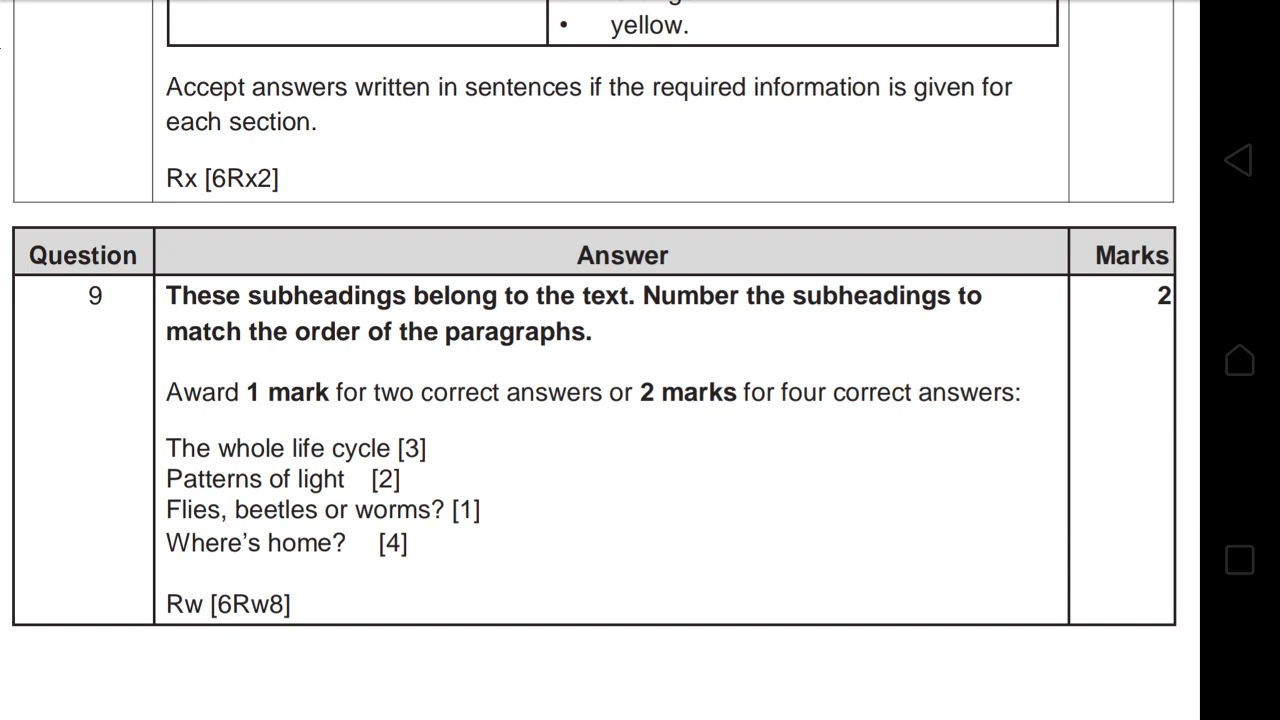 • yellow.
Accept answers written in sentences if the required information is given for
each section.
Rx [6Rx2]
Question Answer Marks
9 These subheadings belong to the text. Number the subheadings to 2
match the order of the paragraphs.
Award 1 mark for two correct answers or 2 marks for four correct answers:
The whole life cycle [3]
Patterns of light [2]
Flies, beetles or worms? [1]
Where’s home? [4]
Rw [6Rw8]